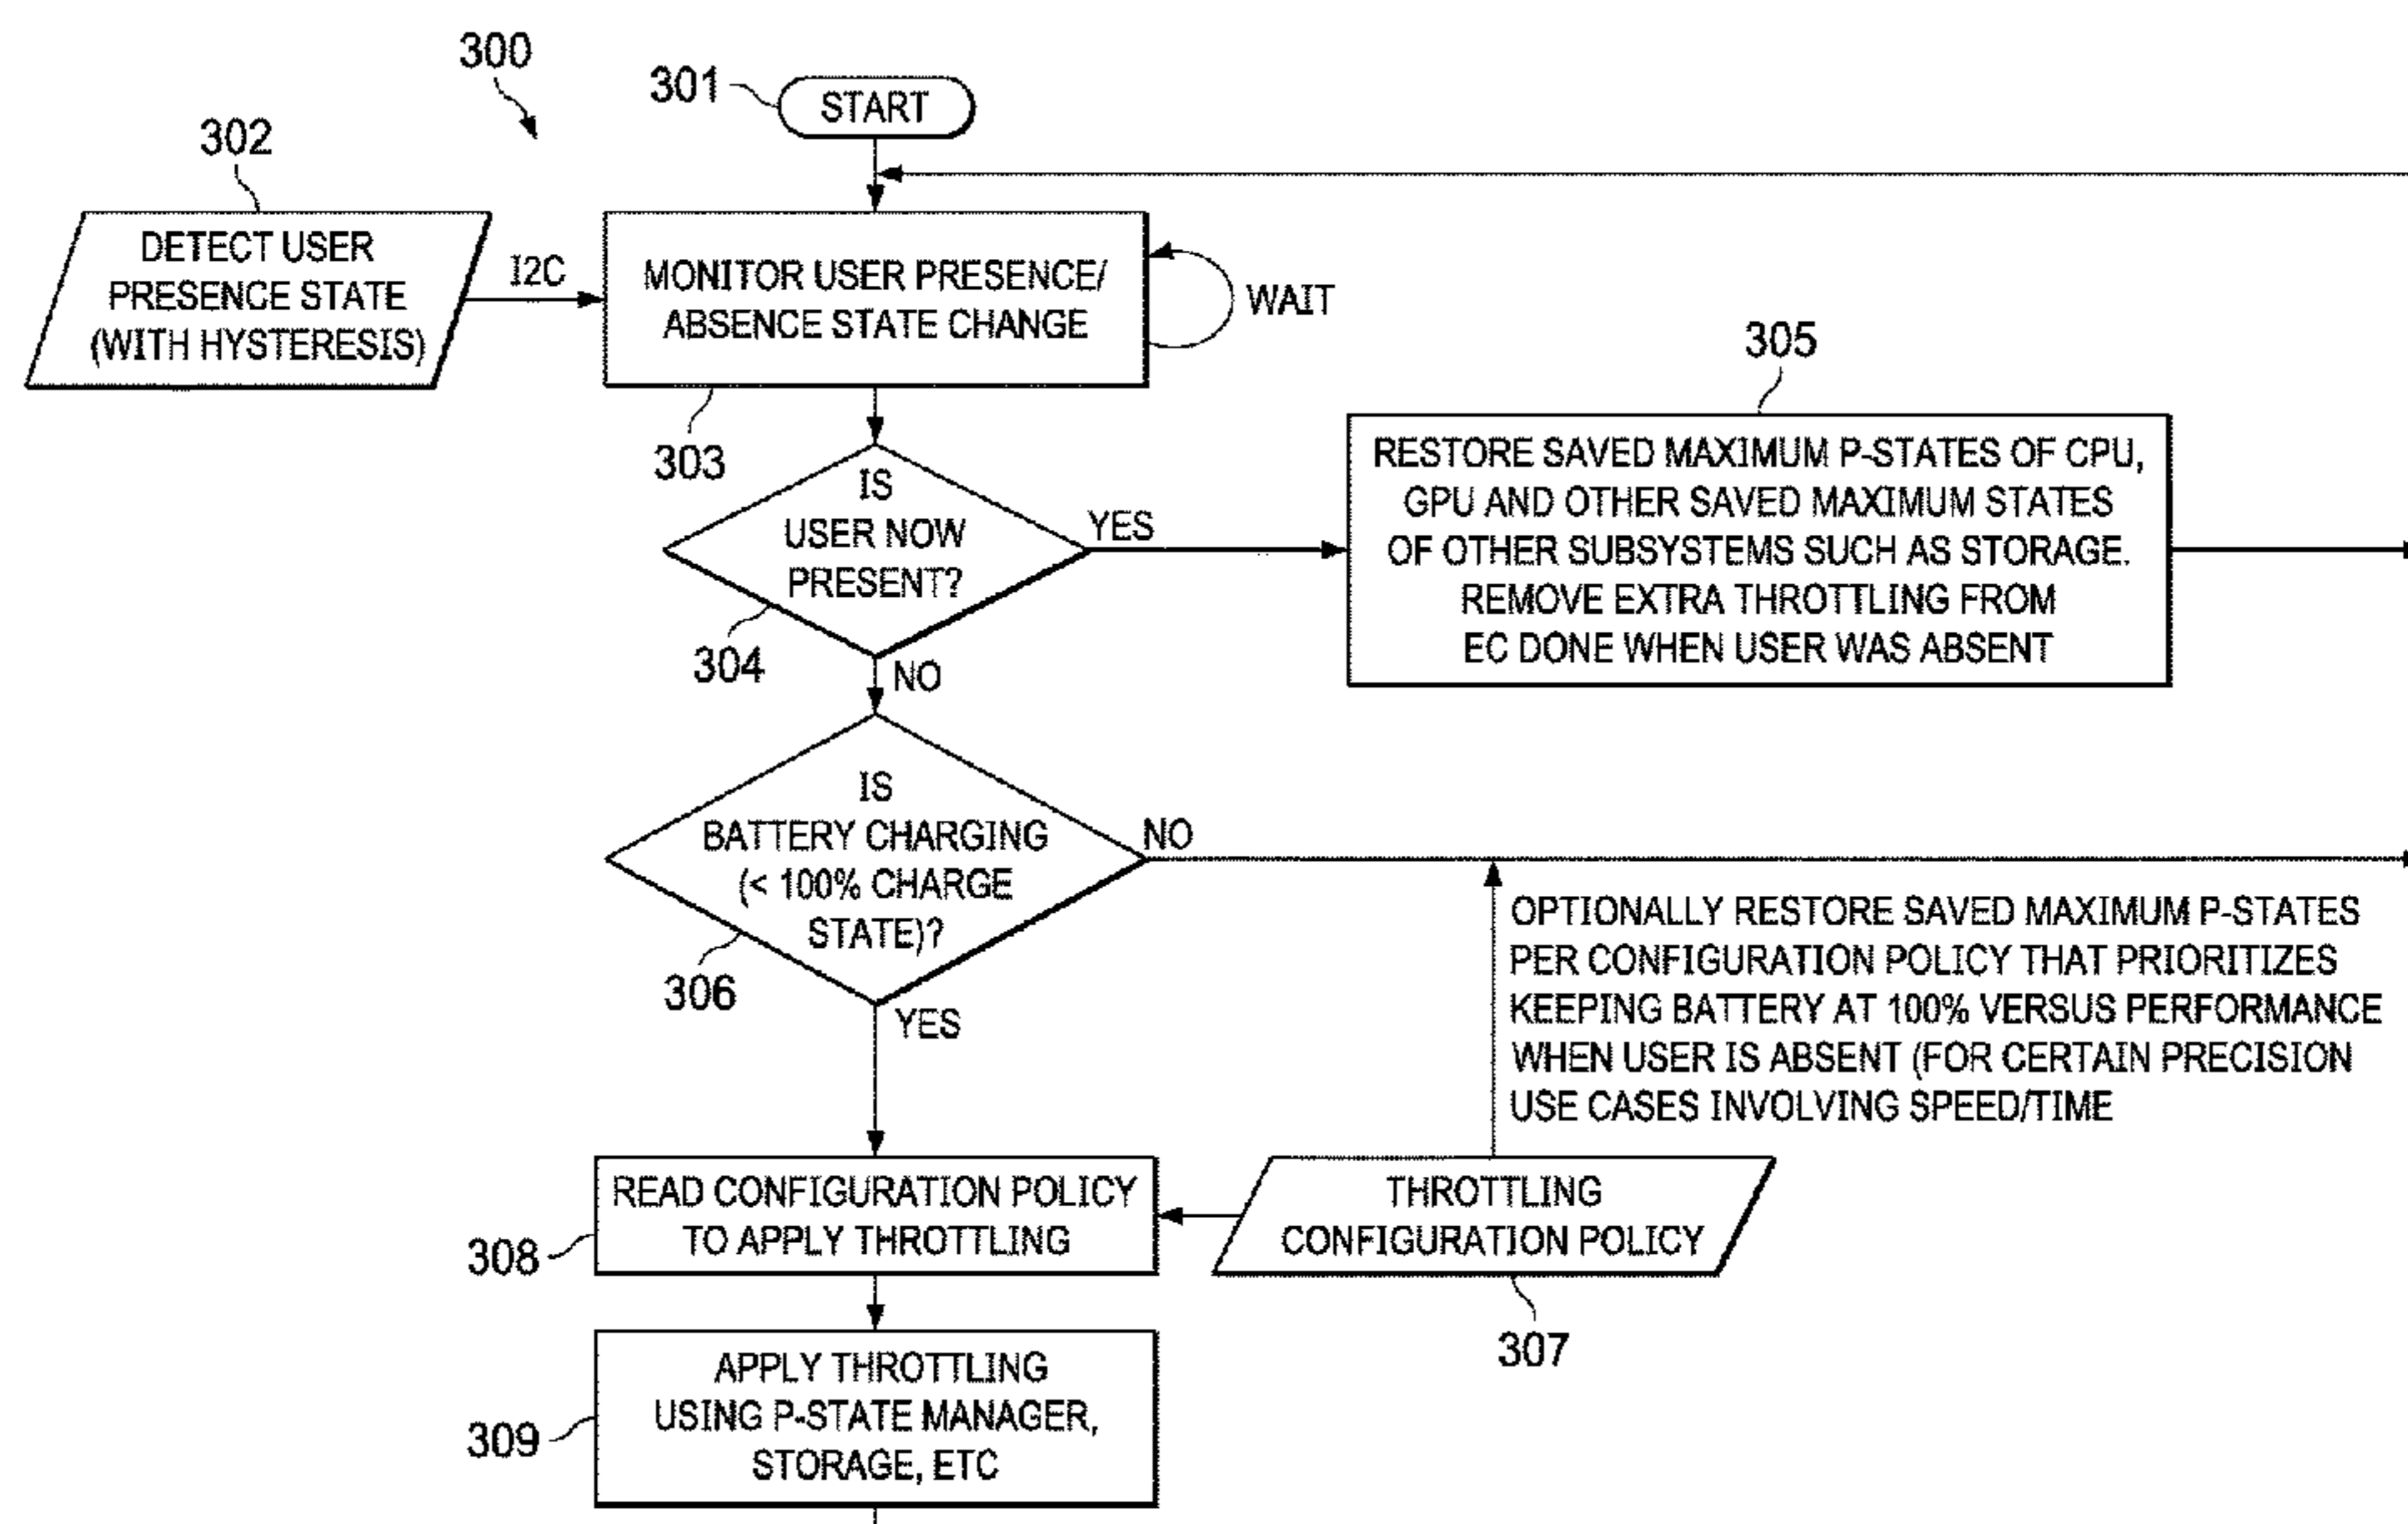 300
301
START
302
DETECT USER
PRESENCE STATE
(WITH HYSTERESIS)
I2C
MONITOR USER PRESENCE/
ABSENCE STATE CHANGE
WAIT
303
305
RESTORE SAVED MAXIMUM P-STATES OF CPU,
GPU AND OTHER SAVED MAXIMUM STATES
OF OTHER SUBSYSTEMS SUCH AS STORAGE.
REMOVE EXTRA THROTTLING FROM
EC DONE WHEN USER WAS ABSENT
IS
USER NOW
PRESENT?
YES
304
NO
IS
BATTERY CHARGING
(< 100% CHARGE
STATE)?
NO
306
YES
OPTIONALLY RESTORE SAVED MAXIMUM P-STATES
PER CONFIGURATION POLICY THAT PRIORITIZES
KEEPING BATTERY AT 100% VERSUS PERFORMANCE
WHEN USER IS ABSENT (FOR CERTAIN PRECISION
USE CASES INVOLVING SPEED/TIME
READ CONFIGURATION POLICY
TO APPLY THROTTLING
308
THROTTLING
CONFIGURATION POLICY
307
APPLY THROTTLING
USING P-STATE MANAGER,
STORAGE, ETC
309